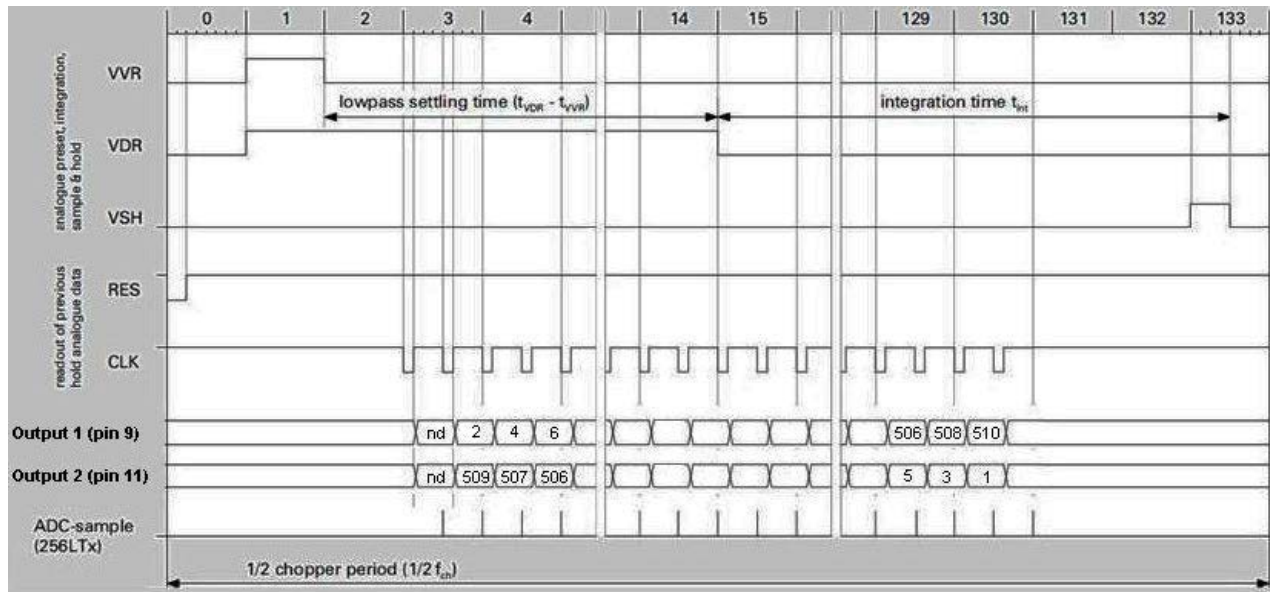 0 1 2 3 4 14 15 129 130 131 132 133
analogue preset, integration,
sample & hold
VVR
lowpass settling time (tVDR - tVVR)
integration time tint
VDR
VSH
readout of previous
hold analogue data
RES
CLK
Output 1 (pin 9)
nd 2 4 6 506 508 510
Output 2 (pin 11)
nd 509 507 506 5 3 1
ADC-sample
(256LTx)
1/2 chopper period (1/2 fch)